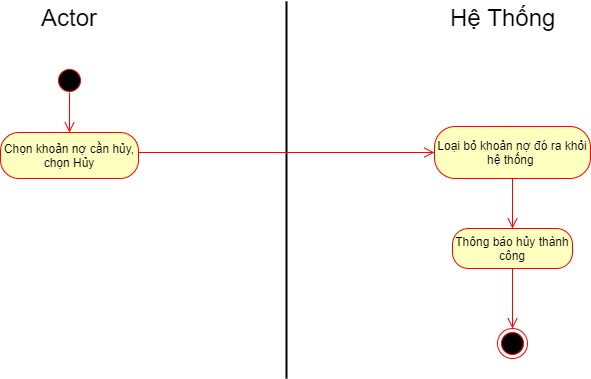 Actor
Hệ Thống
Chọn khoản nợ cần hủy,
chọn Hủy
Loại bỏ khoản nợ đó ra khỏi
hệ thống
Thông báo hủy thành
công